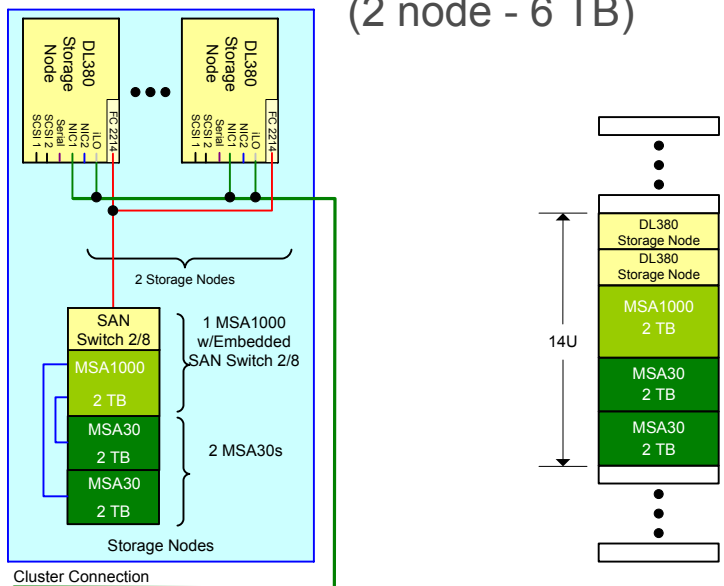 (2 node - 6 TB)
DL380
Storage
Node
SCSI 1
SCSI 2
Serial
NIC1
NIC2
iLO
FC 2214
DL380
Storage
Node
SCSI 1
SCSI 2
Serial
NIC1
NIC2
iLO
FC 2214
2 Storage Nodes
SAN
Switch 2/8
MSA1000
2 TB
MSA30
2 TB
MSA30
2 TB
1 MSA1000
w/Embedded
SAN Switch 2/8
2 MSA30s
Storage Nodes
Cluster Connection
14U
DL380
Storage Node
DL380
Storage Node
MSA1000
2 TB
MSA30
2 TB
MSA30
2 TB